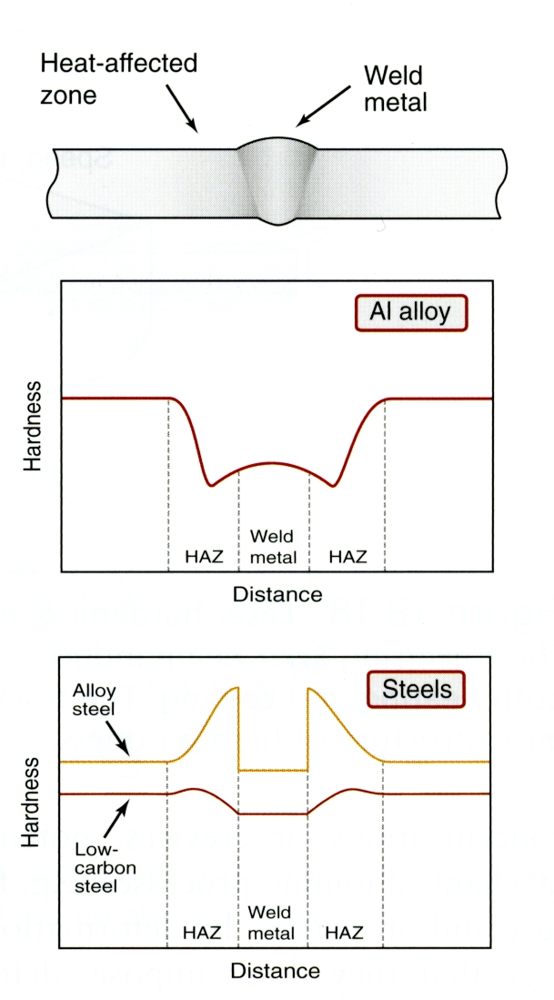 Heat-affected
zone
Weld
metal
Al alloy
Hardness
HAZ
Weld
metal
HAZ
Distance
Steels
Alloy
steel
Hardness
Low-
carbon
steel
HAZ
Weld
metal
HAZ
Distance